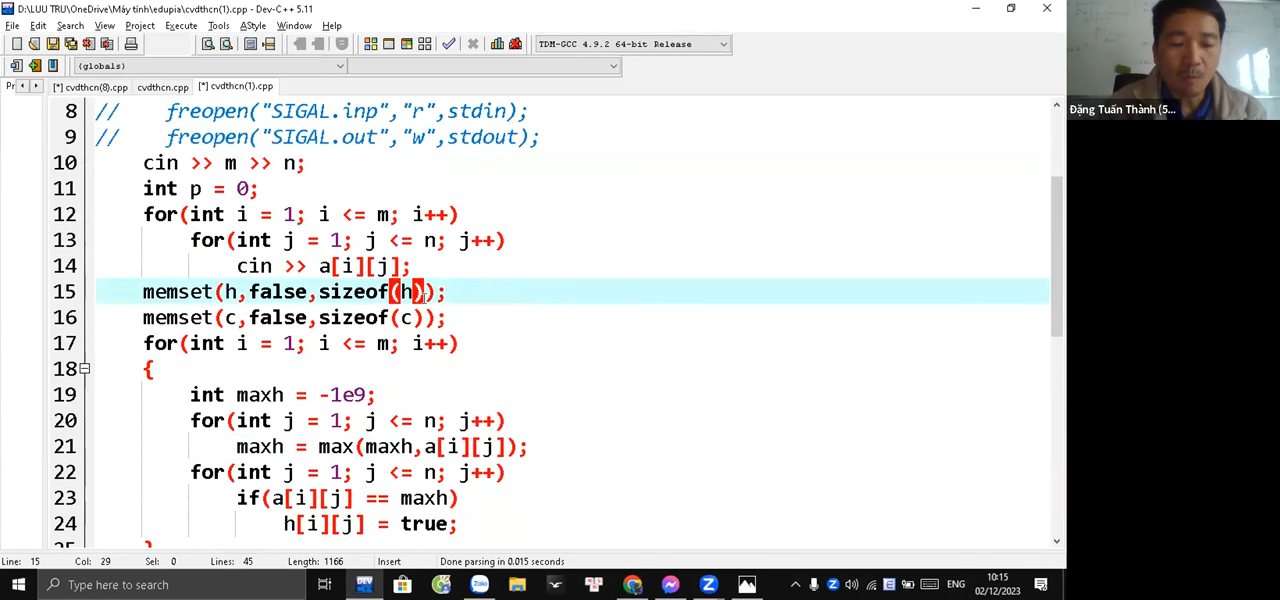 D:\LUU TRU\OneDrive\Máy tính\edupia\cvdthcn(1).cpp - Dev-C++ 5.11
File Edit Search View Project Execute Tools AStyle Window Help
TDM-GCC 4.9.2 64-bit Release
(globals)
Pr [*] cvdthcn(8).cpp cvdthcn.cpp [*] cvdthcn(1).cpp
8 // freopen("SIGAL.inp","r",stdin);
9 // freopen("SIGAL.out","w",stdout);
10 cin >> m >> n;
11 int p = 0;
12 for(int i = 1; i <= m; i++)
13 for(int j = 1; j <= n; j++)
14 cin >> a[i][j];
15 memset(h,false,sizeof(h));
16 memset(c,false,sizeof(c));
17 for(int i = 1; i <= m; i++)
18 {
19 int maxh = -1e9;
20 for(int j = 1; j <= n; j++)
21 maxh = max(maxh,a[i][j]);
22 for(int j = 1; j <= n; j++)
23 if(a[i][j] == maxh)
24 h[i][j] = true;
25 }
Line: 15 Col: 29 Sel: 0 Lines: 45 Length: 1166 Insert Done parsing in 0.015 seconds
Type here to search
DEV
Zalo
ENG
10:15
02/12/2023
Đặng Tuấn Thành (5...